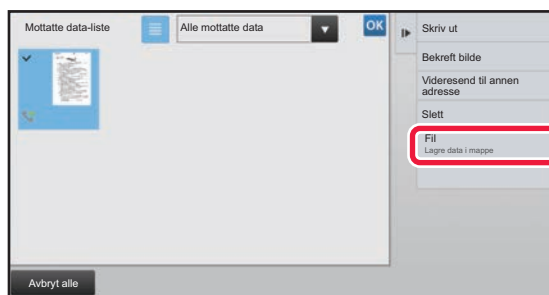 Mottatte data-liste
Alle mottatte data
OK
Skriv ut
Bekreft bilde
Videresend til annen
adresse
Slett
Fil
Lagre data i mappe
Avbryt alle